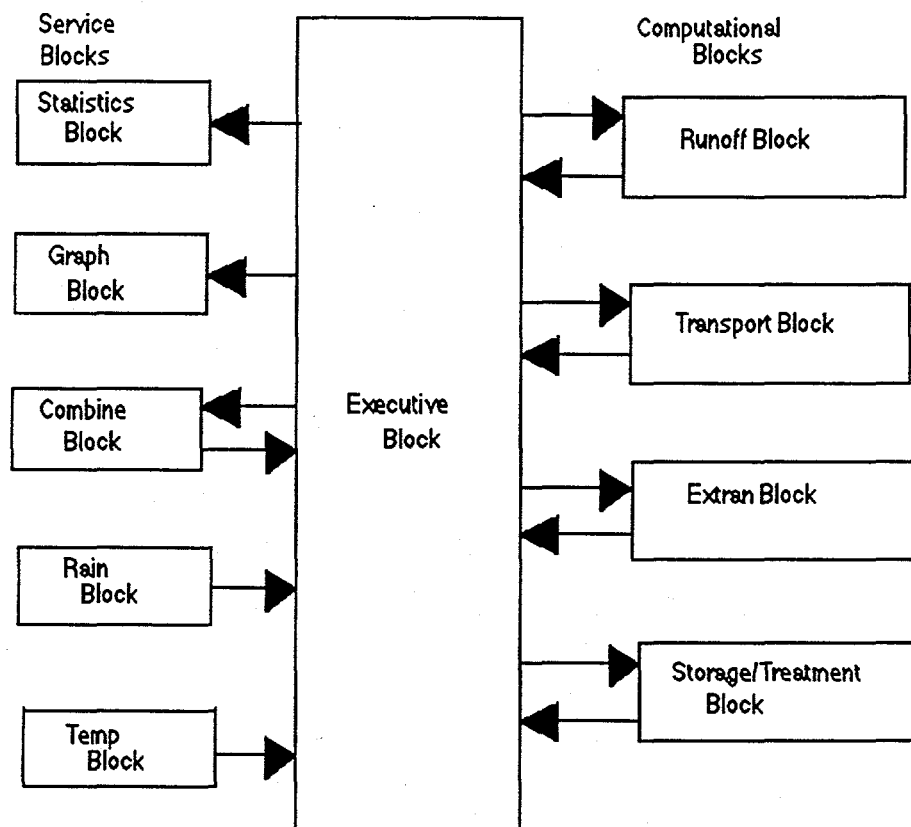 Service
Blocks
Statistics
Block
Graph
Block
Combine
Block
Rain
Block
Temp
Block
Executive
Block
Computational
Blocks
Runoff Block
Transport Block
Extran Block
Storage/Treatment
Block